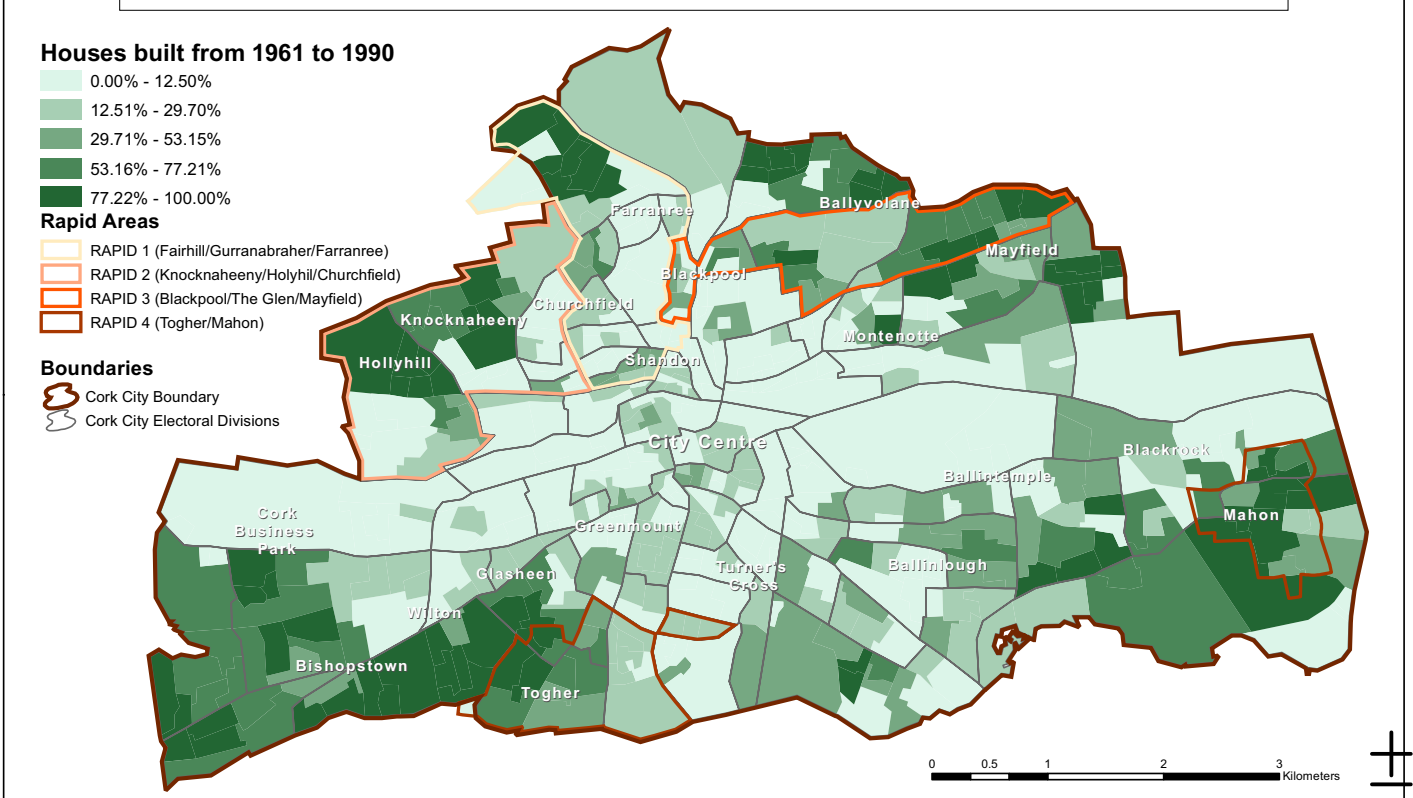 Houses built from 1961 to 1990
0.00% - 12.50%
12.51% - 29.70%
29.71% - 53.15%
53.16% - 77.21%
77.22% - 100.00%
Rapid Areas
RAPID 1 (Fairhill/Gurranabraher/Farranree)
RAPID 2 (Knocknaheeny/Holyhil/Churchfield)
RAPID 3 (Blackpool/The Glen/Mayfield)
RAPID 4 (Togher/Mahon)
Boundaries
Cork City Boundary
Cork City Electoral Divisions
Farranree
Ballyvolane
Mayfield
Blackpool
Churchfield
Knocknaheeny
Montenotte
Hollyhill
Shandon
City Centre
Blackrock
Ballintemple
Cork
Business
Park
Greenmount
Mahon
Glasheen
Turner's
Cross
Ballinlough
Wilton
Bishopstown
Togher
0 0.5 1 2 3
Kilometers